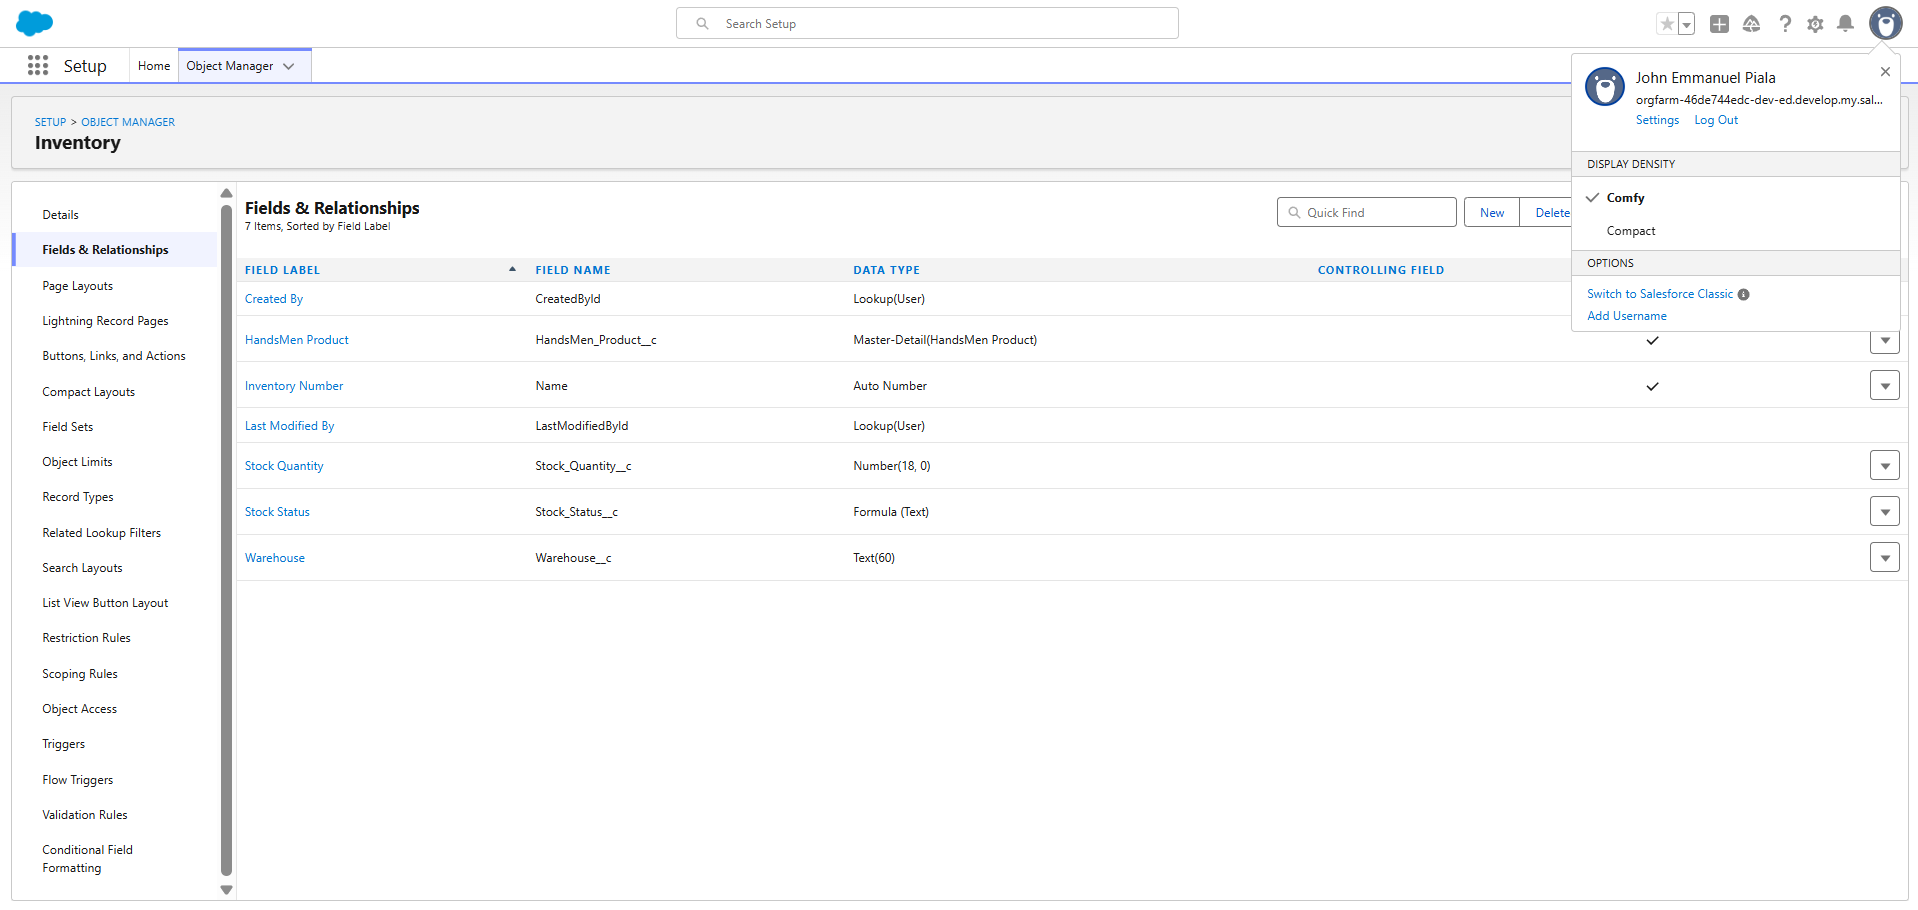 Search Setup
Setup
Home
Object Manager
John Emmanuel Piala
orgfarm-46de744edc-dev-ed.develop.my.sal...
Settings Log Out
DISPLAY DENSITY
Comfy
Compact
OPTIONS
Switch to Salesforce Classic
Add Username
SETUP > OBJECT MANAGER
Inventory
Details
Fields & Relationships
Page Layouts
Lightning Record Pages
Buttons, Links, and Actions
Compact Layouts
Field Sets
Object Limits
Record Types
Related Lookup Filters
Search Layouts
List View Button Layout
Restriction Rules
Scoping Rules
Object Access
Triggers
Flow Triggers
Validation Rules
Conditional Field
Formatting
Fields & Relationships
7 Items, Sorted by Field Label
Quick Find
New
Delete
FIELD LABEL FIELD NAME DATA TYPE CONTROLLING FIELD
Created By CreatedById Lookup(User)
HandsMen Product HandsMen_Product__c Master-Detail(HandsMen Product)
Inventory Number Name Auto Number
Last Modified By LastModifiedById Lookup(User)
Stock Quantity Stock_Quantity__c Number(18, 0)
Stock Status Stock_Status__c Formula (Text)
Warehouse Warehouse__c Text(60)